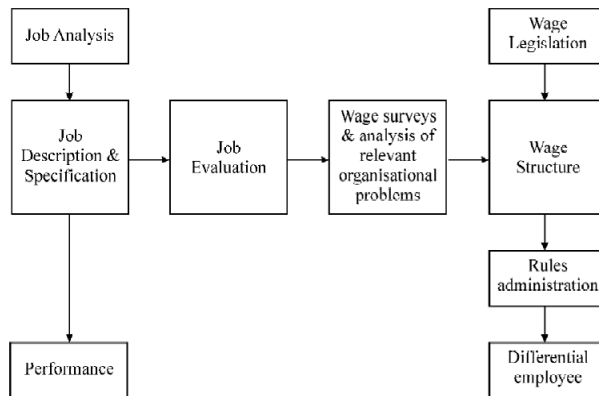 Job Analysis
Wage
Legislation
Job
Description &
Specification
Job
Evaluation
Wage surveys
& analysis of
relevant
organisational
problems
Wage
Structure
Rules
administration
Performance
Differential
employee